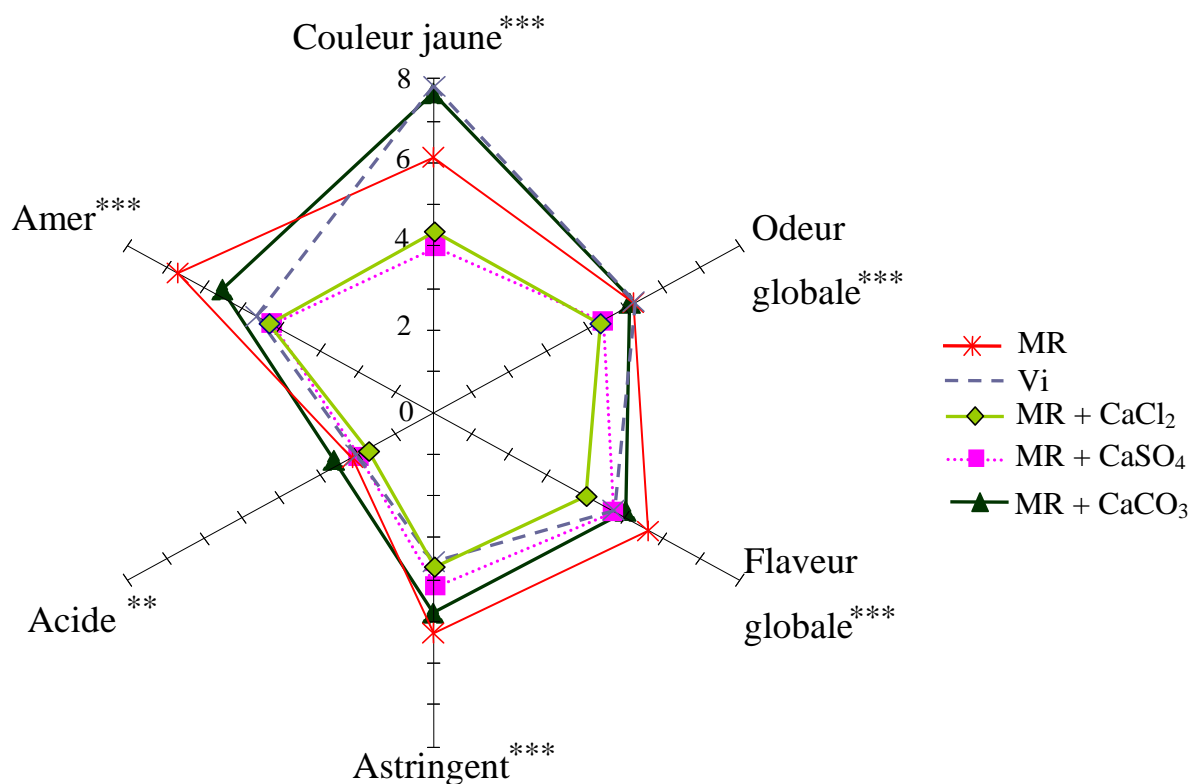 Couleur jaune***
8
6
Amer***
Odeur
globale***
4
2
0
MR
Vi
MR + CaCl₂
MR + CaSO₄
MR + CaCO₃
Flaveur
globale***
Acide **
Astringent***